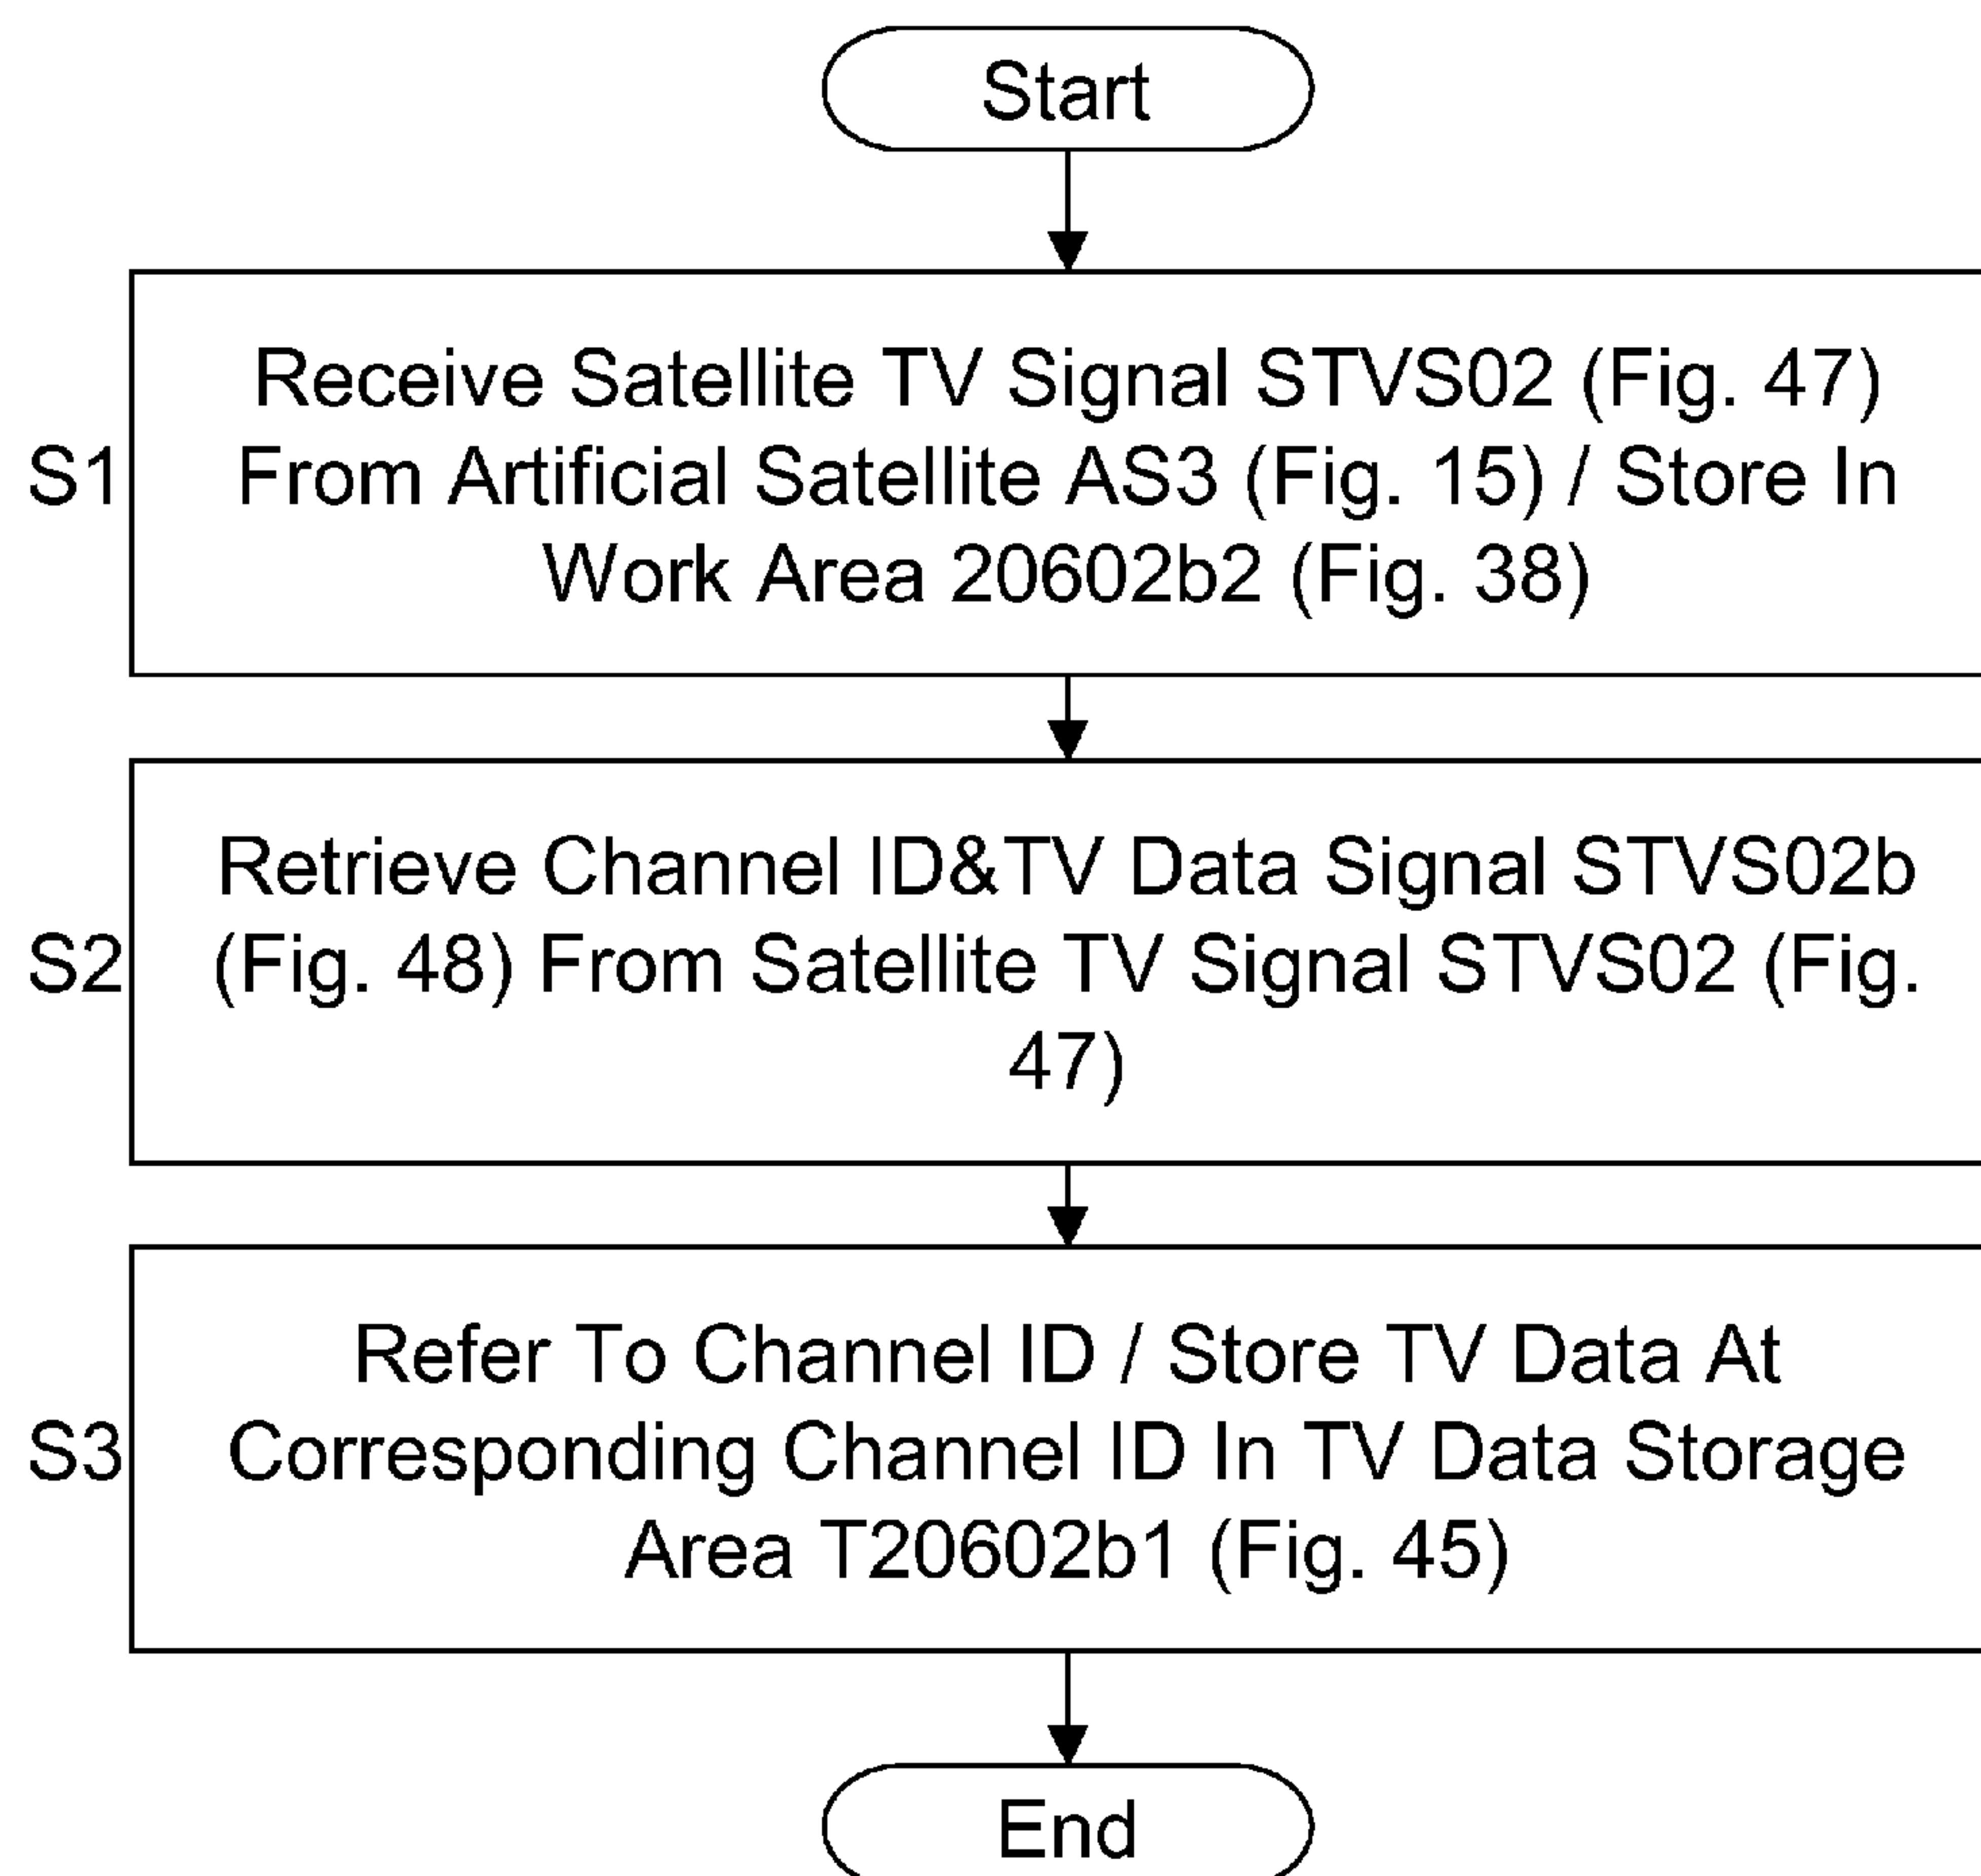 Start
Receive Satellite TV Signal STVS02 (Fig. 47)
S1
From Artificial Satellite AS3 (Fig. 15) / Store In
Work Area 20602b2 (Fig. 38)
Retrieve Channel ID&TV Data Signal STVS02b
S2
(Fig. 48) From Satellite TV Signal STVS02 (Fig.
47)
Refer To Channel ID / Store TV Data At
S3
Corresponding Channel ID In TV Data Storage
Area T20602b1 (Fig. 45)
End